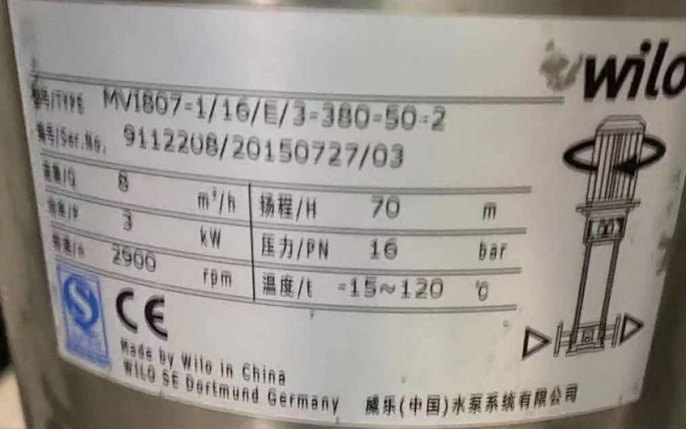 wilo
型号/TYPE MVI807-1/16/E/3-380-50-2
编号/Ser.No. 9112208/20150727/03
流量/Q 8 m³/h 扬程/H 70 m
功率/P 3 kW 压力/PN 16 bar
转速/n 2900 rpm 温度/t -15~120 ℃
CE
Made by Wilo in China
WILO SE Dortmund Germany 威乐(中国)水泵系统有限公司